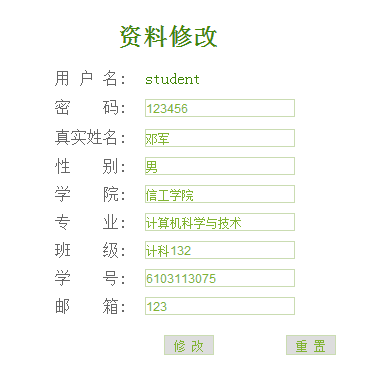 资料修改
用 户 名: student
密 码: 123456
真实姓名: 邓军
性 别: 男
学 院: 信工学院
专 业: 计算机科学与技术
班 级: 计科132
学 号: 6103113075
邮 箱: 123
修 改 重 置